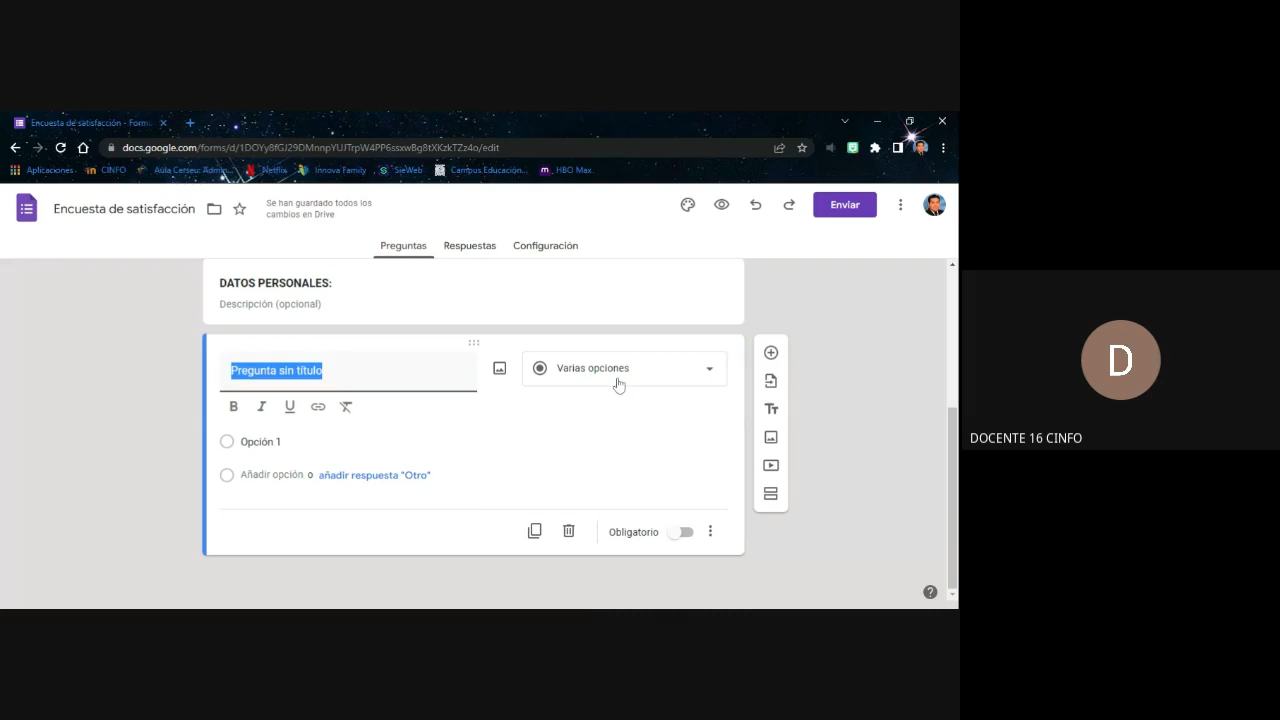 Encuesta de satisfacción - Formu
docs.google.com/forms/d/1DOYy8fGJ29DMnnpYUJTrpW4PP6ssxwBg8tXKzkTZz4o/edit
Aplicaciones CINFO Aula Cerseu: Admin... Netflix Innova Family SieWeb Campus Educación... HBO Max
Encuesta de satisfacción
Se han guardado todos los
cambios en Drive
Enviar
Preguntas Respuestas Configuración
DATOS PERSONALES:
Descripción (opcional)
Pregunta sin título
Varias opciones
B I U
Opción 1
Añadir opción o añadir respuesta "Otro"
Obligatorio
Tт
D
DOCENTE 16 CINFO